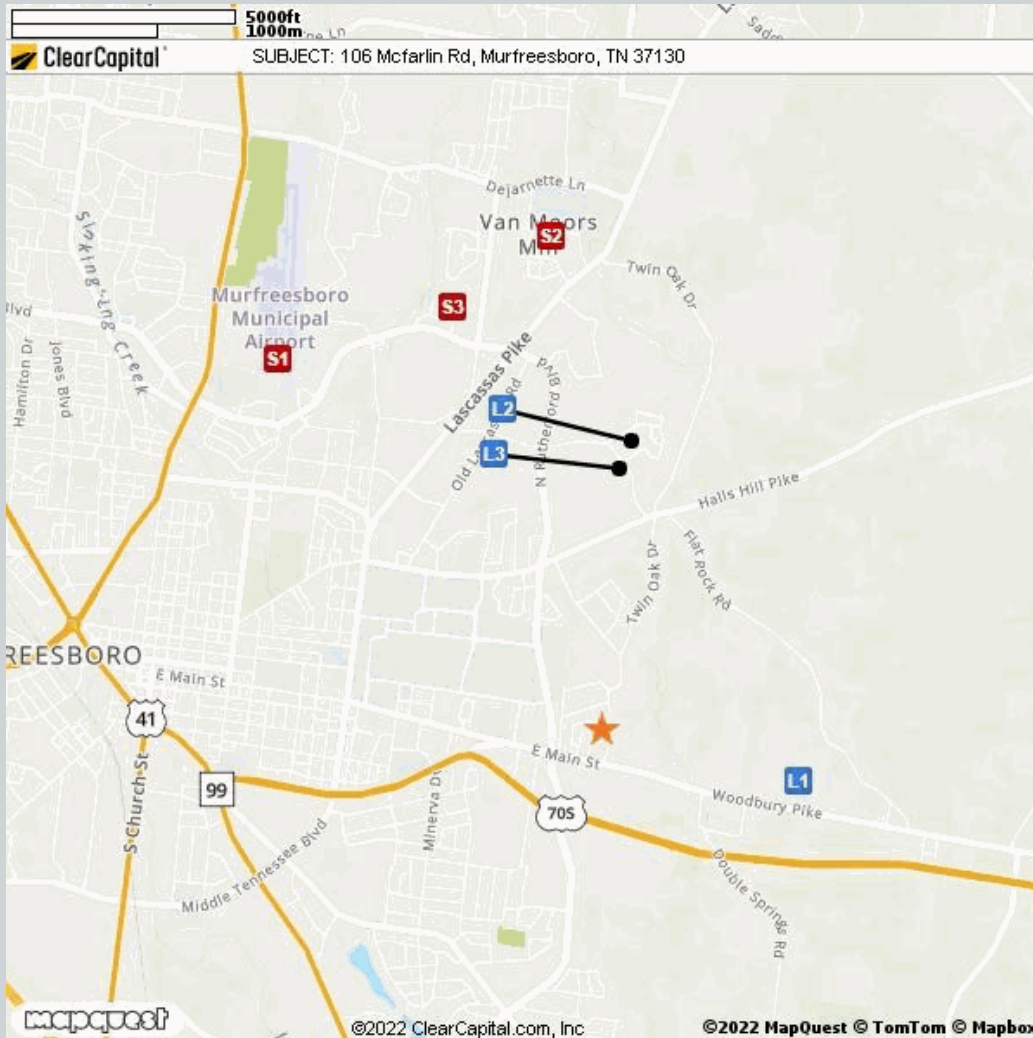 5000ft
1000m
ne Ln
Sadd
ClearCapital
SUBJECT: 106 Mcfarlin Rd, Murfreesboro, TN 37130
Dejarnette Ln
Van Moors
Mill
S2
Twin Oak Dr
Sinking Creek
Murfreesboro
Municipal
Airport
S3
Blvd
S1
Hamilton Dr
Jones Blvd
Lascassas Pike
L2
Old Lascassas Rd
N Rutherford Blvd
L3
Halls Hill Pike
Twin Oak Dr
Flat Rock Rd
REESBORO
E Main St
41
S Church St
99
E Main St
L1
Woodbury Pike
70S
Minerva Dr
Middle Tennessee Blvd
Double Springs Rd
mapquest
©2022 ClearCapital.com, Inc
©2022 MapQuest © TomTom © Mapbox